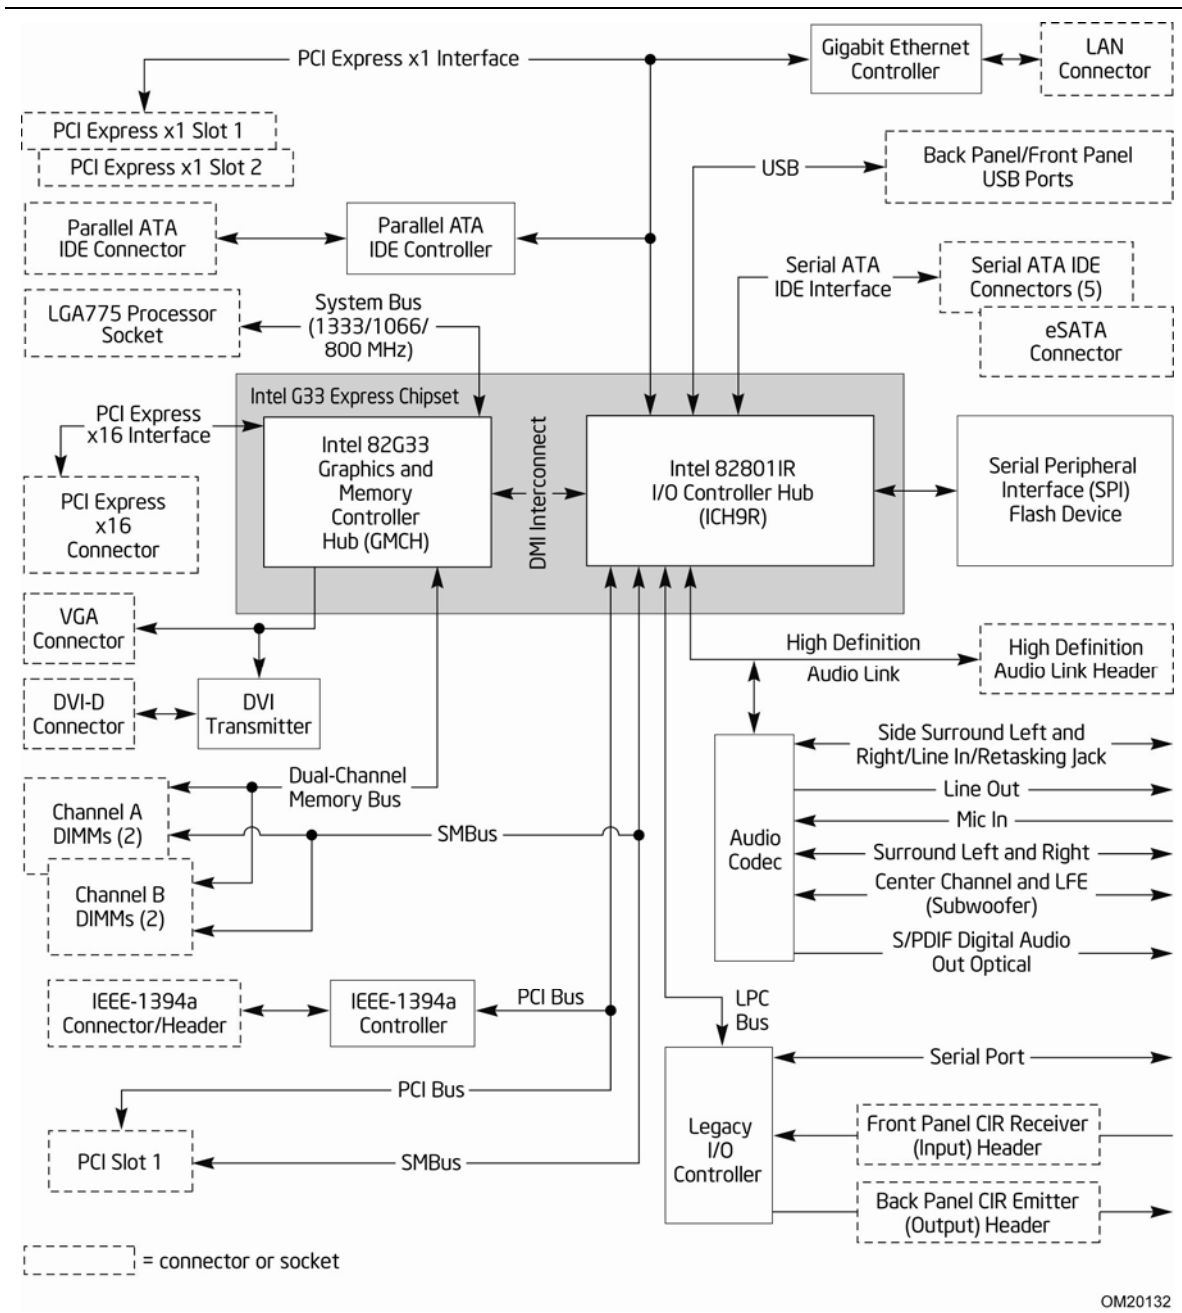 PCI Express x1 Interface
Gigabit Ethernet
Controller
LAN
Connector
PCI Express x1 Slot 1
PCI Express x1 Slot 2
USB
Back Panel/Front Panel
USB Ports
Parallel ATA
IDE Connector
Parallel ATA
IDE Controller
Serial ATA
IDE Interface
Serial ATA IDE
Connectors (5)
eSATA
Connector
LGA775 Processor
Socket
System Bus
(1333/1066/
800 MHz)
Intel G33 Express Chipset
PCI Express
x16 Interface
PCI Express
x16
Connector
Intel 82G33
Graphics and
Memory
Controller
Hub (GMCH)
DMI Interconnect
Intel 82801IR
I/O Controller Hub
(ICH9R)
Serial Peripheral
Interface (SPI)
Flash Device
VGA
Connector
DVI-D
Connector
DVI
Transmitter
High Definition
Audio Link
High Definition
Audio Link Header
Dual-Channel
Memory Bus
Channel A
DIMMs (2)
SMBus
Channel B
DIMMs (2)
Audio
Codec
Side Surround Left and
Right/Line In/Retasking Jack
Line Out
Mic In
Surround Left and Right
Center Channel and LFE
(Subwoofer)
S/PDIF Digital Audio
Out Optical
IEEE-1394a
Connector/Header
IEEE-1394a
Controller
PCI Bus
LPC
Bus
PCI Bus
PCI Slot 1
SMBus
Legacy
I/O
Controller
Serial Port
Front Panel CIR Receiver
(Input) Header
Back Panel CIR Emitter
(Output) Header
= connector or socket
OM20132